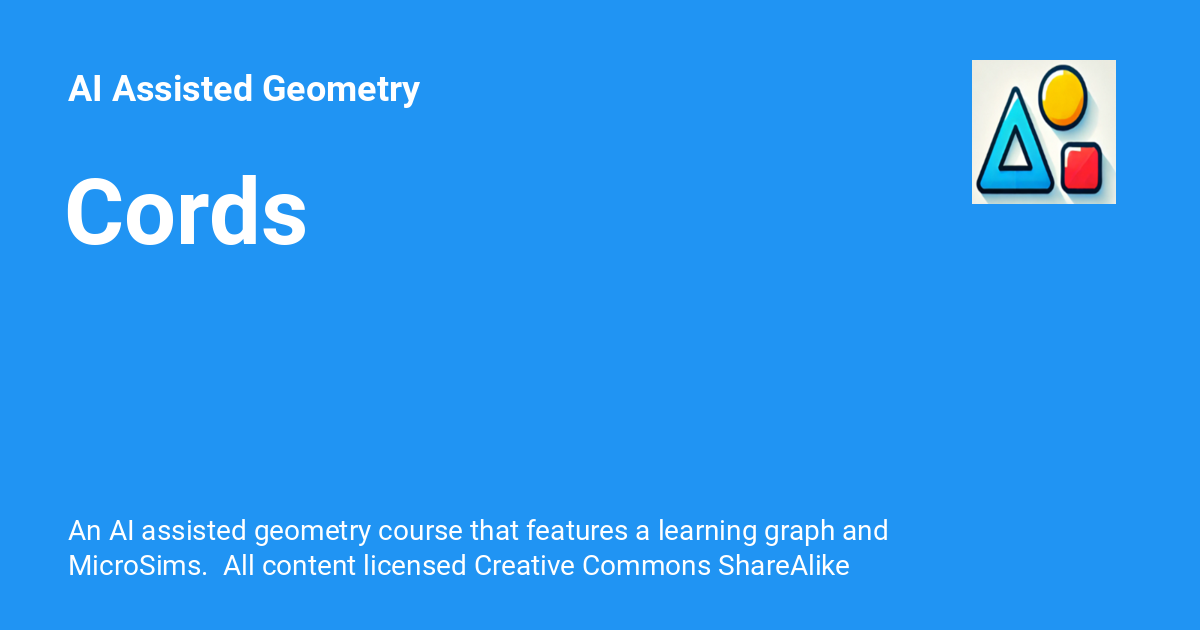 AI Assisted Geometry
Cords
An AI assisted geometry course that features a learning graph and
MicroSims.  All content licensed Creative Commons ShareAlike